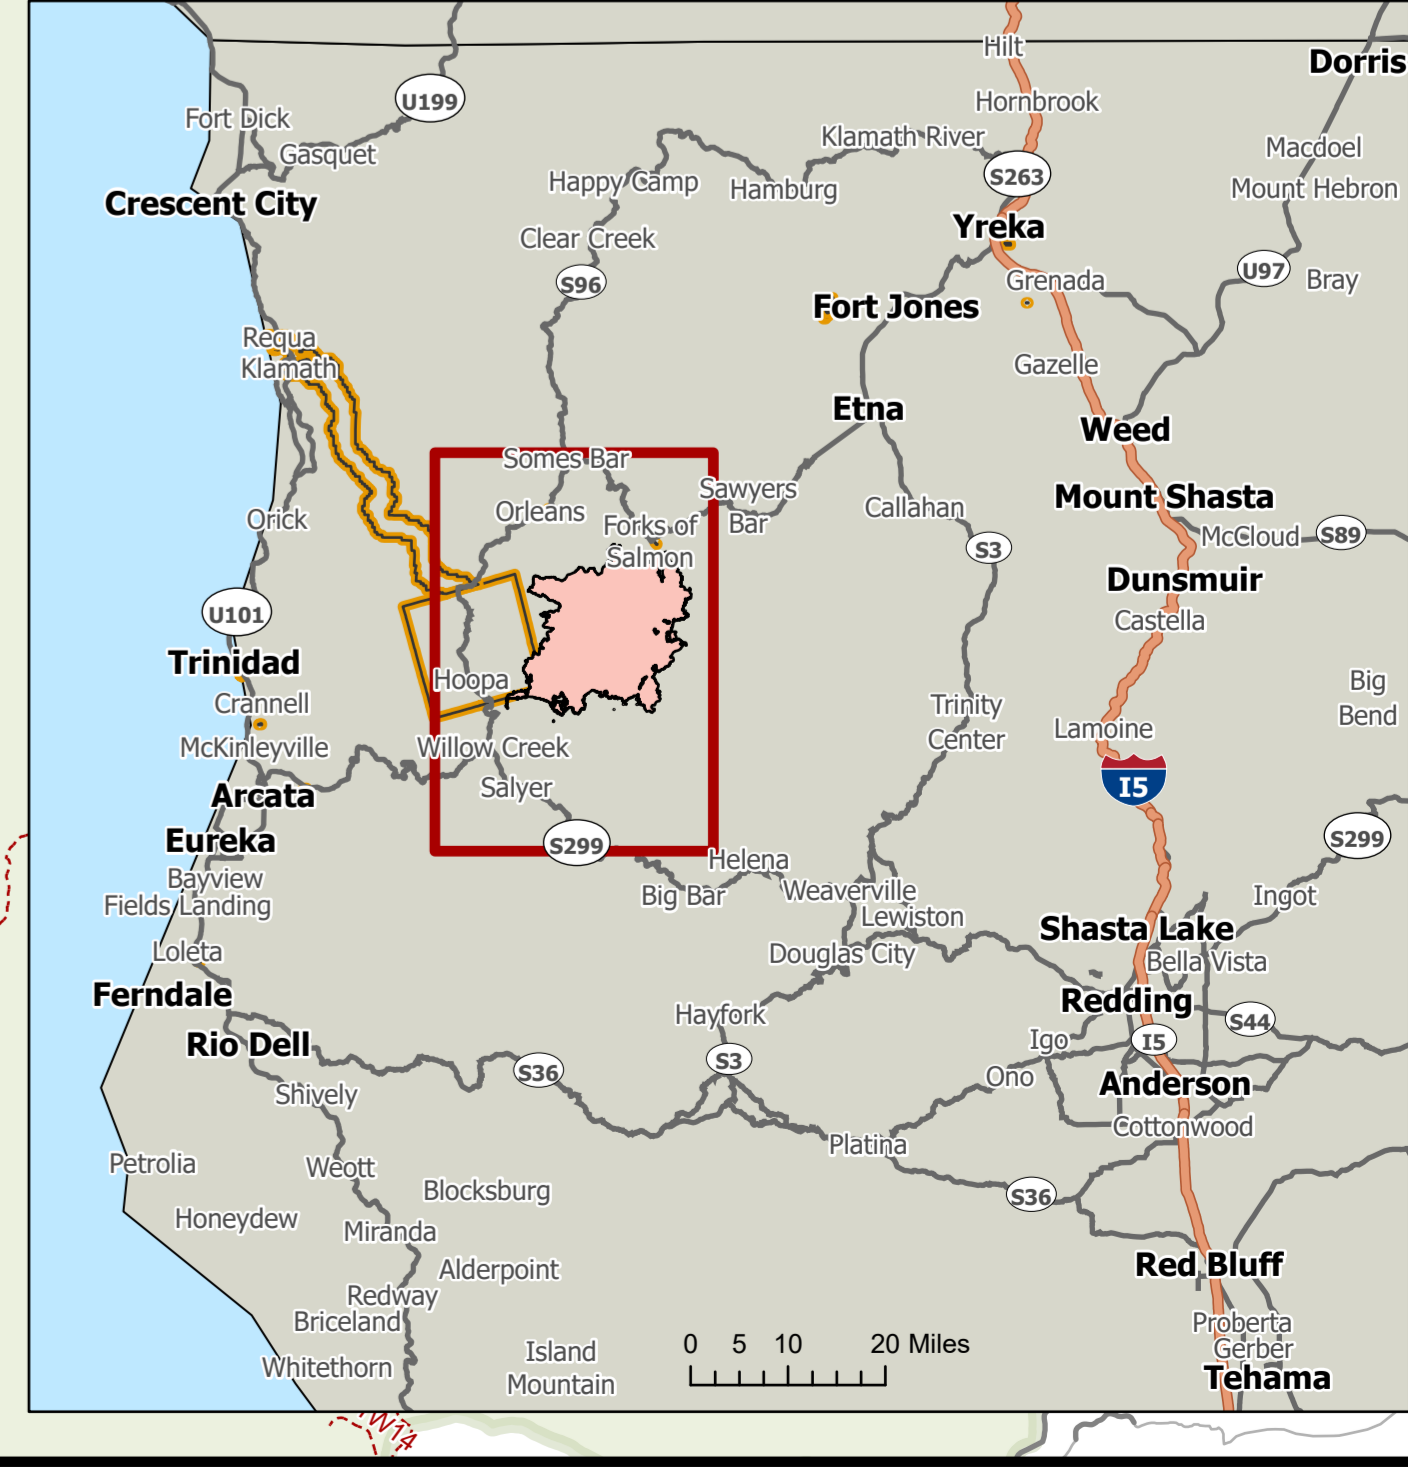 Hilt
Dorris
U199
Hornbrook
Fort Dick
Klamath River
Macdoel
Gasquet
S263
Happy Camp
Hamburg
Mount Hebron
Crescent City
Yreka
Clear Creek
U97
Bray
S96
Grenada
Fort Jones
Requa
Klamath
Gazelle
Etna
Weed
Somes Bar
Sawyers
Bar
Mount Shasta
Orleans
Callahan
Orick
Forks of
Salmon
McCloud
S89
S3
Dunsmuir
U101
Castella
Trinidad
Hoopa
Big
Bend
Crannell
Trinity
Center
Lamoine
McKinleyville
Willow Creek
Salyer
I5
Arcata
Eureka
S299
S299
Helena
Bayview
Big Bar
Weaverville
Ingot
Fields Landing
Lewiston
Shasta Lake
Loleta
Douglas City
Bella Vista
Ferndale
Redding
Hayfork
S44
Rio Dell
Igo
I5
S36
S3
Ono
Anderson
Shively
Cottonwood
Platina
Petrolia
Weott
Blocksburg
S36
Honeydew
Miranda
Alderpoint
Red Bluff
Redway
Briceland
Proberta
Island
Mountain
0 5 10 20 Miles
Gerber
Whitethorn
Tehama
W14